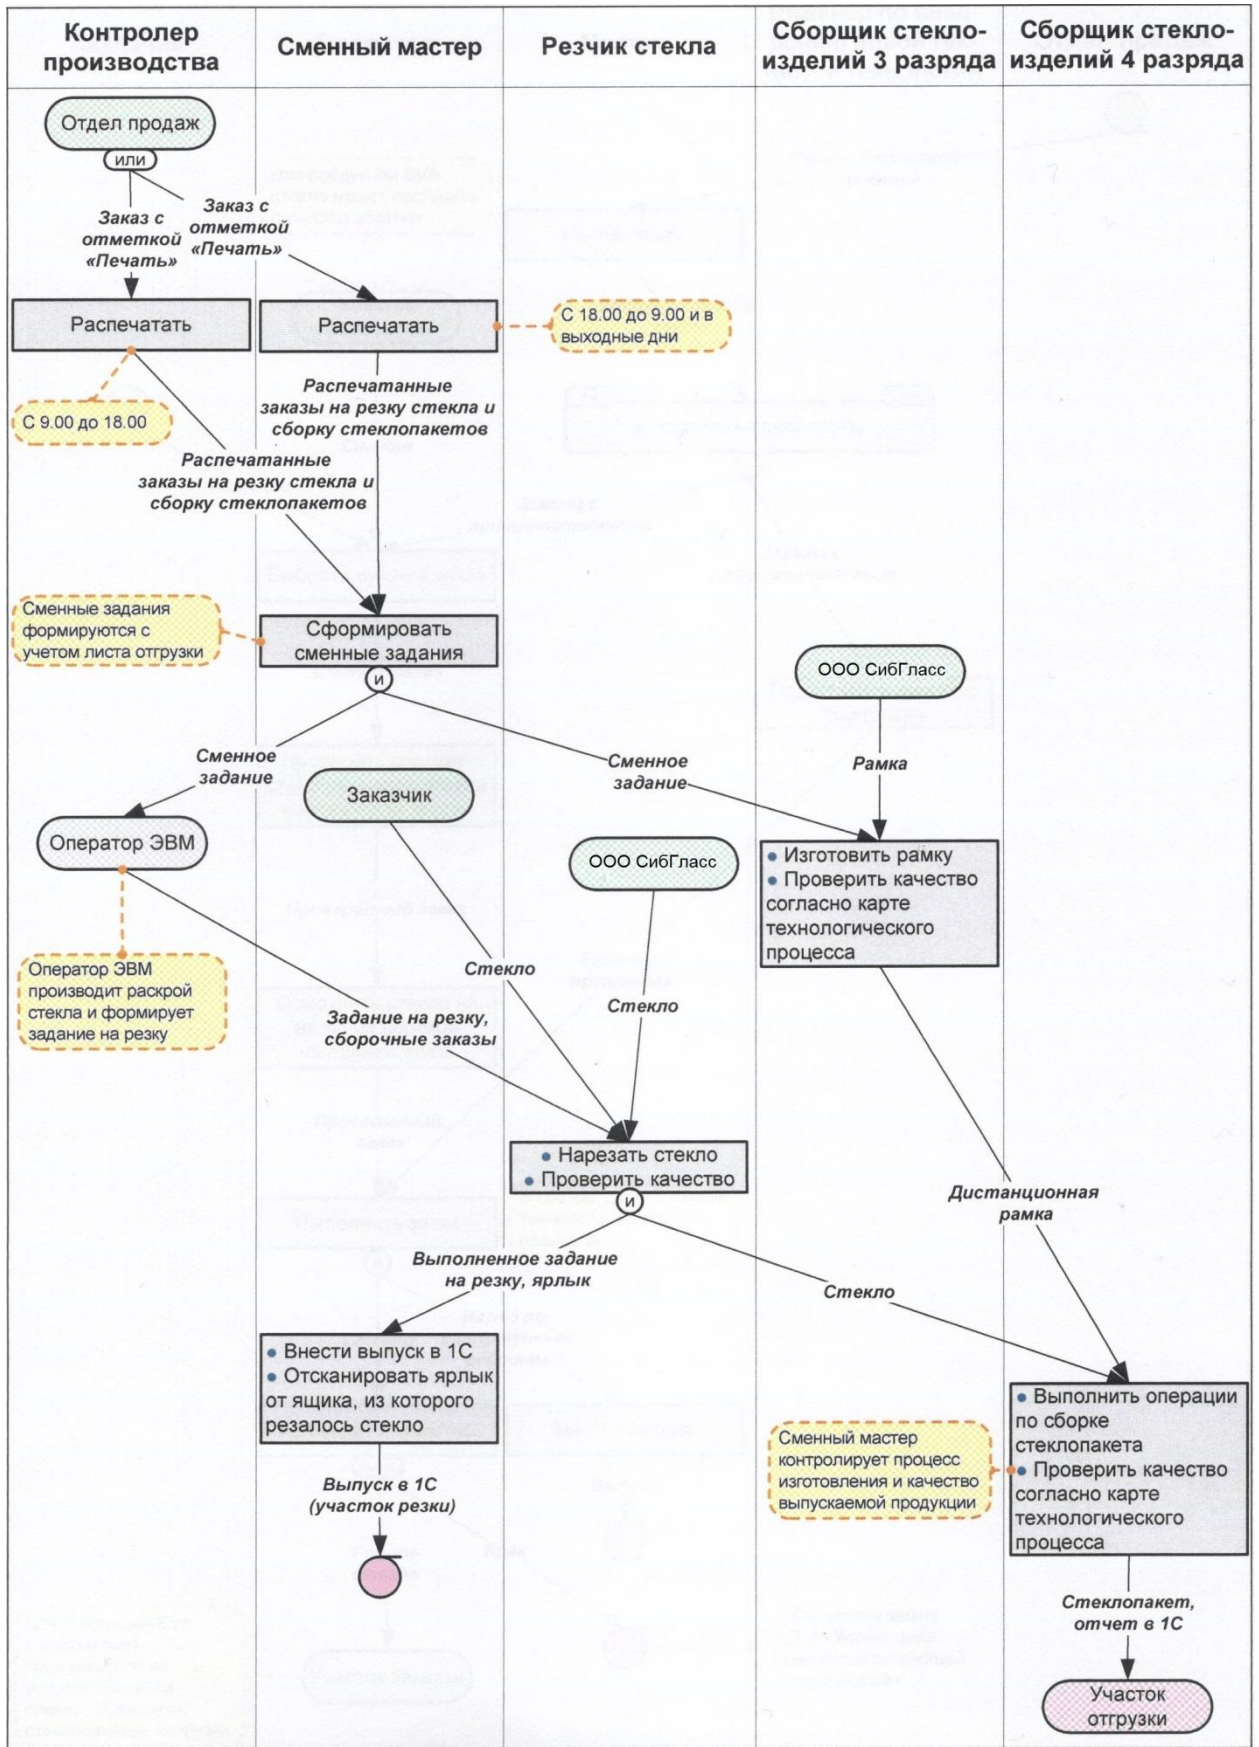 Контролер
производства
Сменный мастер
Резчик стекла
Сборщик стекло-
изделий 3 разряда
Сборщик стекло-
изделий 4 разряда
Отдел продаж
или
Заказ с
отметкой
«Печать»
Заказ с
отметкой
«Печать»
Распечатать
Распечатать
С 18.00 до 9.00 и в
выходные дни
С 9.00 до 18.00
Распечатанные
заказы на резку стекла и
сборку стеклопакетов
Распечатанные
заказы на резку стекла и
сборку стеклопакетов
Сменные задания
формируются с
учетом листа отгрузки
Сформировать
сменные задания
и
ООО СибГласс
Сменное
задание
Сменное
задание
Рамка
Заказчик
Оператор ЭВМ
ООО СибГласс
• Изготовить рамку
• Проверить качество
согласно карте
технологического
процесса
Оператор ЭВМ
производит раскрой
стекла и формирует
задание на резку
Стекло
Стекло
Задание на резку,
сборочные заказы
• Нарезать стекло
• Проверить качество
и
Дистанционная
рамка
Выполненное задание
на резку, ярлык
Стекло
• Внести выпуск в 1С
• Отсканировать ярлык
от ящика, из которого
резалось стекло
• Выполнить операции
по сборке
стеклопакета
• Проверить качество
согласно карте
технологического
процесса
Сменный мастер
контролирует процесс
изготовления и качество
выпускаемой продукции
Выпуск в 1С
(участок резки)
Стеклопакет,
отчет в 1С
Участок
отгрузки